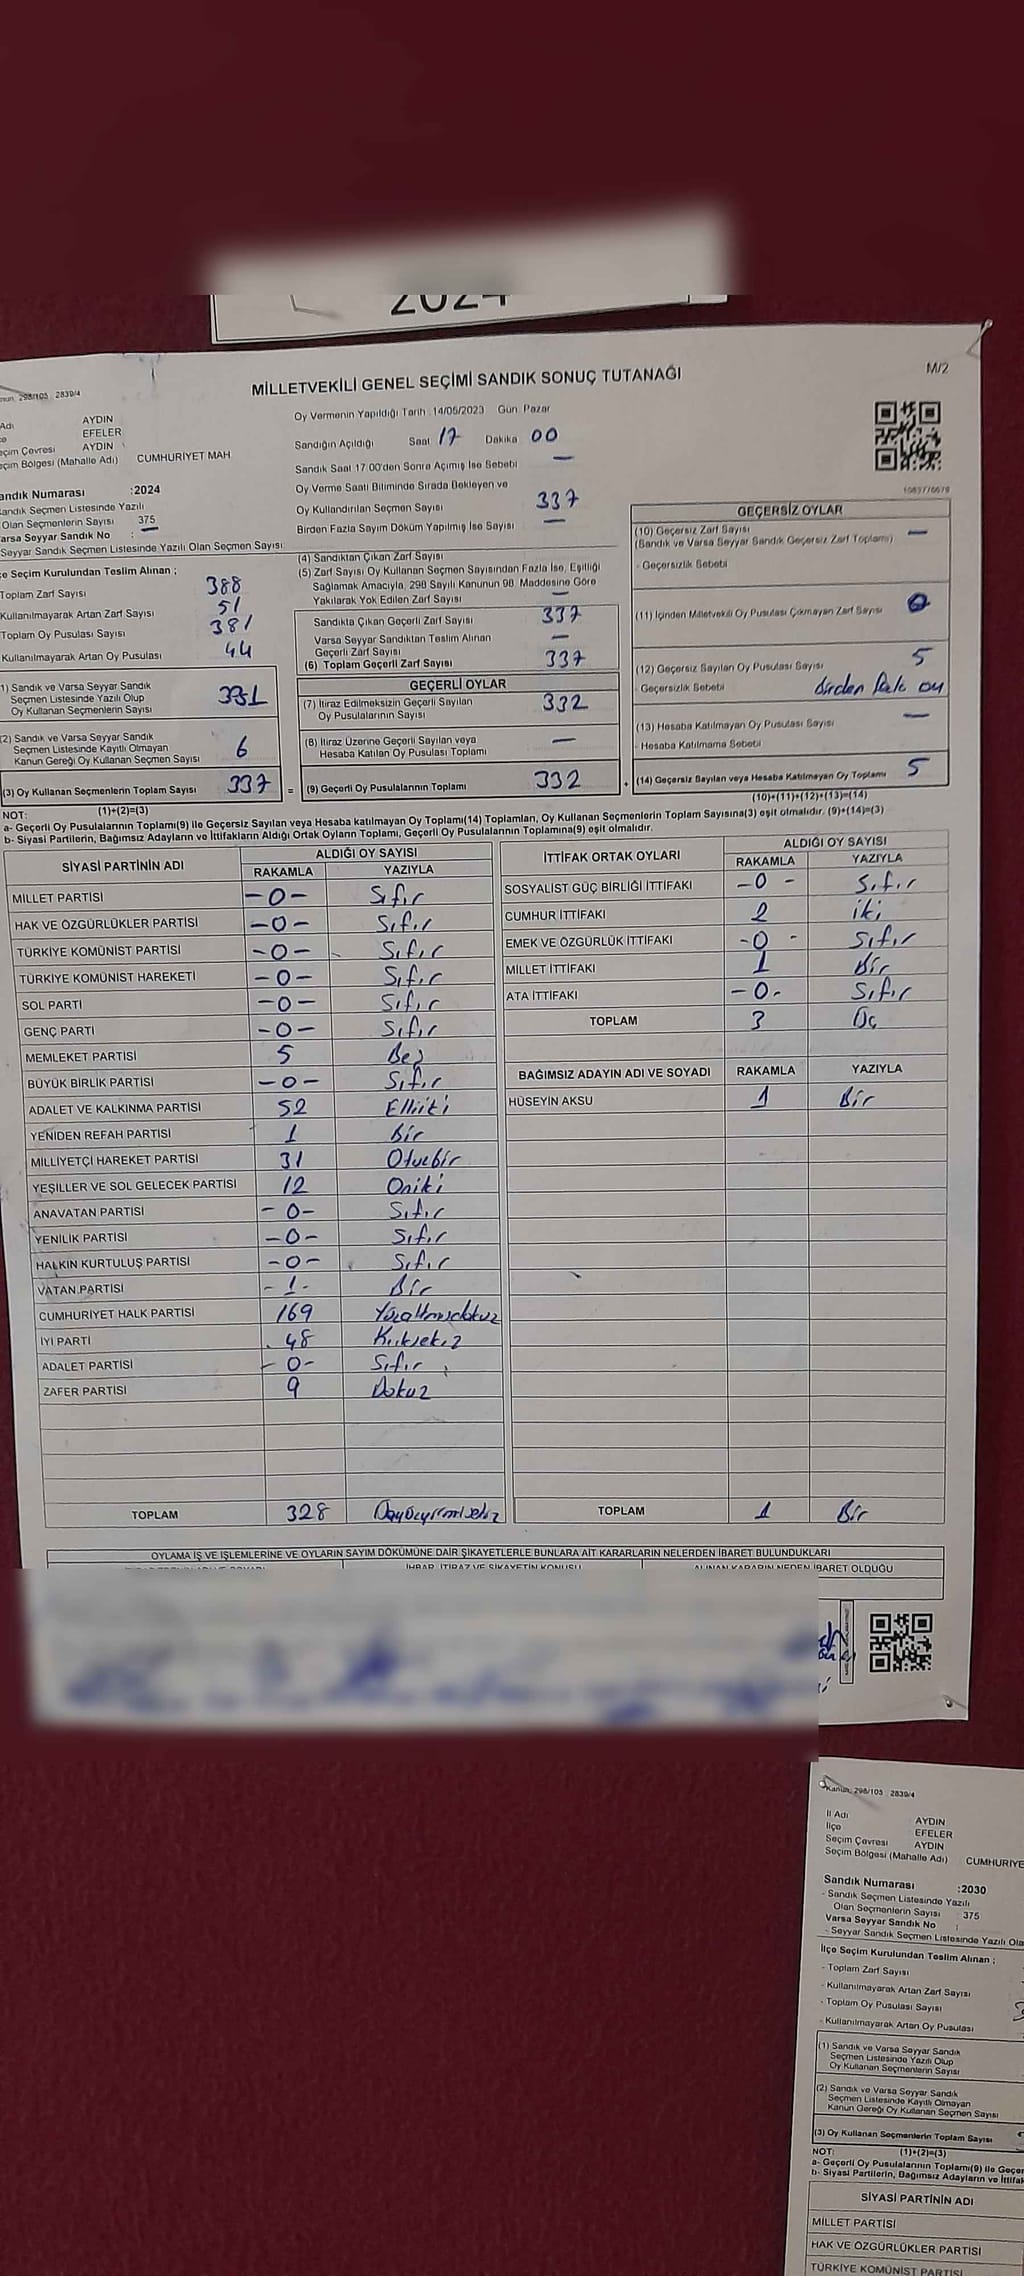 2024
MİLLETVEKİLİ GENEL SEÇİMİ SANDIK SONUÇ TUTANAĞI
M/2
298/103 2839/4
AYDIN
EFELER
AYDIN
Bölgesi (Mahalle Adı) CUMHURİYET MAH
Oy Vermenin Yapıldığı Tarih 14/05/2023 Gün Pazar
Sandığın Açıldığı Saat 17 Dakika 00
Sandık Saat 17:00'den Sonra Açımış İse Sebebi —
Oy Verme Saati Bitiminde Sırada Bekleyen ve
Oy Kullandırılan Seçmen Sayısı 337
Birden Fazla Sayım Döküm Yapılmış İse Sayısı —
Numarası :2024
Sandık Seçmen Listesinde Yazılı
Olan Seçmenlerin Sayısı 375
Varsa Seyyar Sandık No : —
Seyyar Sandık Seçmen Listesinde Yazılı Olan Seçmen Sayısı:
Seçim Kurulundan Teslim Alınan ;
Toplam Zarf Sayısı 388
Kullanılmayarak Artan Zarf Sayısı 51
Toplam Oy Pusulası Sayısı 381
Kullanılmayarak Artan Oy Pusulası 44
1) Sandık ve Varsa Seyyar Sandık
Seçmen Listesinde Yazılı Olup
Oy Kullanan Seçmenlerin Sayısı 331
(2) Sandık ve Varsa Seyyar Sandık
Seçmen Listesinde Kayıtlı Olmayan
Kanun Gereği Oy Kullanan Seçmen Sayısı 6
(3) Oy Kullanan Seçmenlerin Toplam Sayısı 337 =
(1)+(2)=(3)
(4) Sandıktan Çıkan Zarf Sayısı
(5) Zarf Sayısı Oy Kullanan Seçmen Sayısından Fazla İse, Eşitliği
Sağlamak Amacıyla, 298 Sayılı Kanunun 98. Maddesine Göre
Yakılarak Yok Edilen Zarf Sayısı —
Sandıkta Çıkan Geçerli Zarf Sayısı 337
Varsa Seyyar Sandıktan Teslim Alınan
Geçerli Zarf Sayısı —
(6) Toplam Geçerli Zarf Sayısı 337
GEÇERLİ OYLAR
(7) İtiraz Edilmeksizin Geçerli Sayılan
Oy Pusulalarının Sayısı 332
(8) İtiraz Üzerine Geçerli Sayılan veya
Hesaba Katılan Oy Pusulası Toplamı —
(9) Geçerli Oy Pusulalarının Toplamı 332 +
GEÇERSİZ OYLAR
(10) Geçersiz Zarf Sayısı —
(Sandık ve Varsa Seyyar Sandık Geçersiz Zarf Toplamı)
- Geçersizlik Sebebi
(11) İçinden Milletvekili Oy Pusulası Çıkmayan Zarf Sayısı 0
(12) Geçersiz Sayılan Oy Pusulası Sayısı 5
Geçersizlik Sebebi Birden fazla oy
(13) Hesaba Katılmayan Oy Pusulası Sayısı —
- Hesaba Katılmama Sebebi
(14) Geçersiz Sayılan veya Hesaba Katılmayan Oy Toplamı 5
(10)+(11)+(12)+(13)=(14)
NOT:
a- Geçerli Oy Pusulalarının Toplamı(9) ile Geçersiz Sayılan veya Hesaba katılmayan Oy Toplamı(14) Toplamları, Oy Kullanan Seçmenlerin Toplam Sayısına(3) eşit olmalıdır. (9)+(14)=(3)
b- Siyasi Partilerin, Bağımsız Adayların ve İttifakların Aldığı Ortak Oyların Toplamı, Geçerli Oy Pusulalarının Toplamına(9) eşit olmalıdır.
SİYASİ PARTİNİN ADI ALDIĞI OY SAYISI
RAKAMLA YAZIYLA
MİLLET PARTİSİ -0- Sıfır
HAK VE ÖZGÜRLÜKLER PARTİSİ -0- Sıfır
TÜRKİYE KOMÜNİST PARTİSİ -0- Sıfır
TÜRKİYE KOMÜNİST HAREKETİ -0- Sıfır
SOL PARTİ -0- Sıfır
GENÇ PARTİ -0- Sıfır
MEMLEKET PARTİSİ 5 Beş
BÜYÜK BİRLİK PARTİSİ -0- Sıfır
ADALET VE KALKINMA PARTİSİ 52 Elliiki
YENİDEN REFAH PARTİSİ 1 Bir
MİLLİYETÇİ HAREKET PARTİSİ 31 Otuzbir
YEŞİLLER VE SOL GELECEK PARTİSİ 12 Oniki
ANAVATAN PARTİSİ -0- Sıfır
YENİLİK PARTİSİ -0- Sıfır
HALKIN KURTULUŞ PARTİSİ -0- Sıfır
VATAN PARTİSİ -1- Bir
CUMHURİYET HALK PARTİSİ 169 Yüzaltmışdokuz
İYİ PARTİ 48 Kırksekiz
ADALET PARTİSİ -0- Sıfır
ZAFER PARTİSİ 9 Dokuz
TOPLAM 328 Üçyüzyirmisekiz
İTTİFAK ORTAK OYLARI ALDIĞI OY SAYISI
RAKAMLA YAZIYLA
SOSYALİST GÜÇ BİRLİĞİ İTTİFAKI -0- Sıfır
CUMHUR İTTİFAKI 2 iki
EMEK VE ÖZGÜRLÜK İTTİFAKI -0- Sıfır
MİLLET İTTİFAKI 1 Bir
ATA İTTİFAKI -0- Sıfır
TOPLAM 3 Üç
BAĞIMSIZ ADAYIN ADI VE SOYADI RAKAMLA YAZIYLA
HÜSEYİN AKSU 1 Bir
TOPLAM 1 Bir
OYLAMA İŞ VE İŞLEMLERİNE VE OYLARIN SAYIM DÖKÜMÜNE DAİR ŞİKAYETLERLE BUNLARA AİT KARARLARIN NELERDEN İBARET BULUNDUKLARI
İHBAR, İTİRAZ VE ŞİKAYETİN KONUSU ALINAN KARARIN NEDEN İBARET OLDUĞU
Kanun: 298/103 2839/4
İl Adı AYDIN
İlçe EFELER
Seçim Çevresi AYDIN
Seçim Bölgesi (Mahalle Adı) CUMHURİYE
Sandık Numarası :2030
- Sandık Seçmen Listesinde Yazılı
Olan Seçmenlerin Sayısı 375
Varsa Seyyar Sandık No :
- Seyyar Sandık Seçmen Listesinde Yazılı Ola
İlçe Seçim Kurulundan Teslim Alınan ;
- Toplam Zarf Sayısı
- Kullanılmayarak Artan Zarf Sayısı
- Toplam Oy Pusulası Sayısı
- Kullanılmayarak Artan Oy Pusulası
(1) Sandık ve Varsa Seyyar Sandık
Seçmen Listesinde Yazılı Olup
Oy Kullanan Seçmenlerin Sayısı
(2) Sandık ve Varsa Seyyar Sandık
Seçmen Listesinde Kayıtlı Olmayan
Kanun Gereği Oy Kullanan Seçmen Sayısı
(3) Oy Kullanan Seçmenlerin Toplam Sayısı
NOT: (1)+(2)=(3)
a- Geçerli Oy Pusulalarının Toplamı(9) ile Geçer
b- Siyasi Partilerin, Bağımsız Adayların ve İttifak
SİYASİ PARTİNİN ADI
MİLLET PARTİSİ
HAK VE ÖZGÜRLÜKLER PARTİSİ
TÜRKİYE KOMÜNİST PARTİSİ